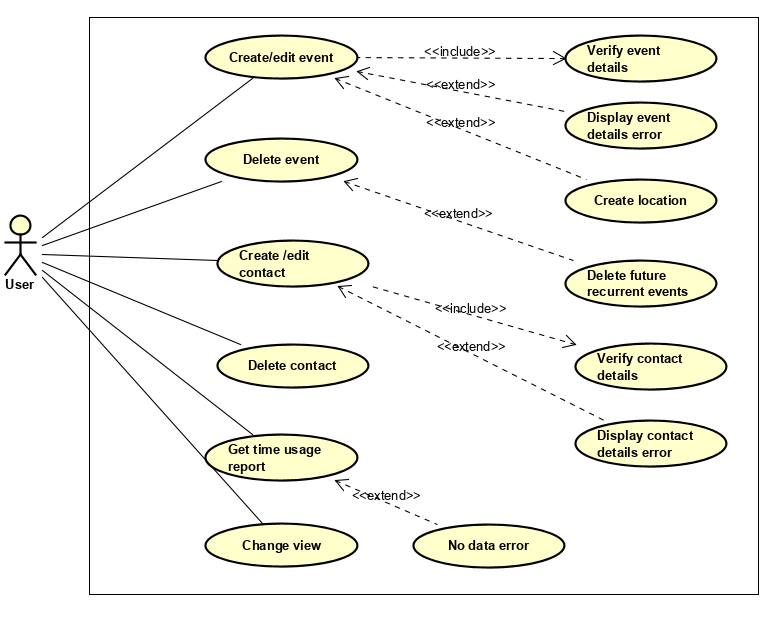 Create/edit event
<<include>>
Verify event
details
<<extend>>
Display event
details error
<<extend>>
Delete event
Create location
<<extend>>
User
Create /edit
contact
Delete future
recurrent events
<<include>>
<<extend>>
Delete contact
Verify contact
details
Get time usage
report
Display contact
details error
<<extend>>
Change view
No data error